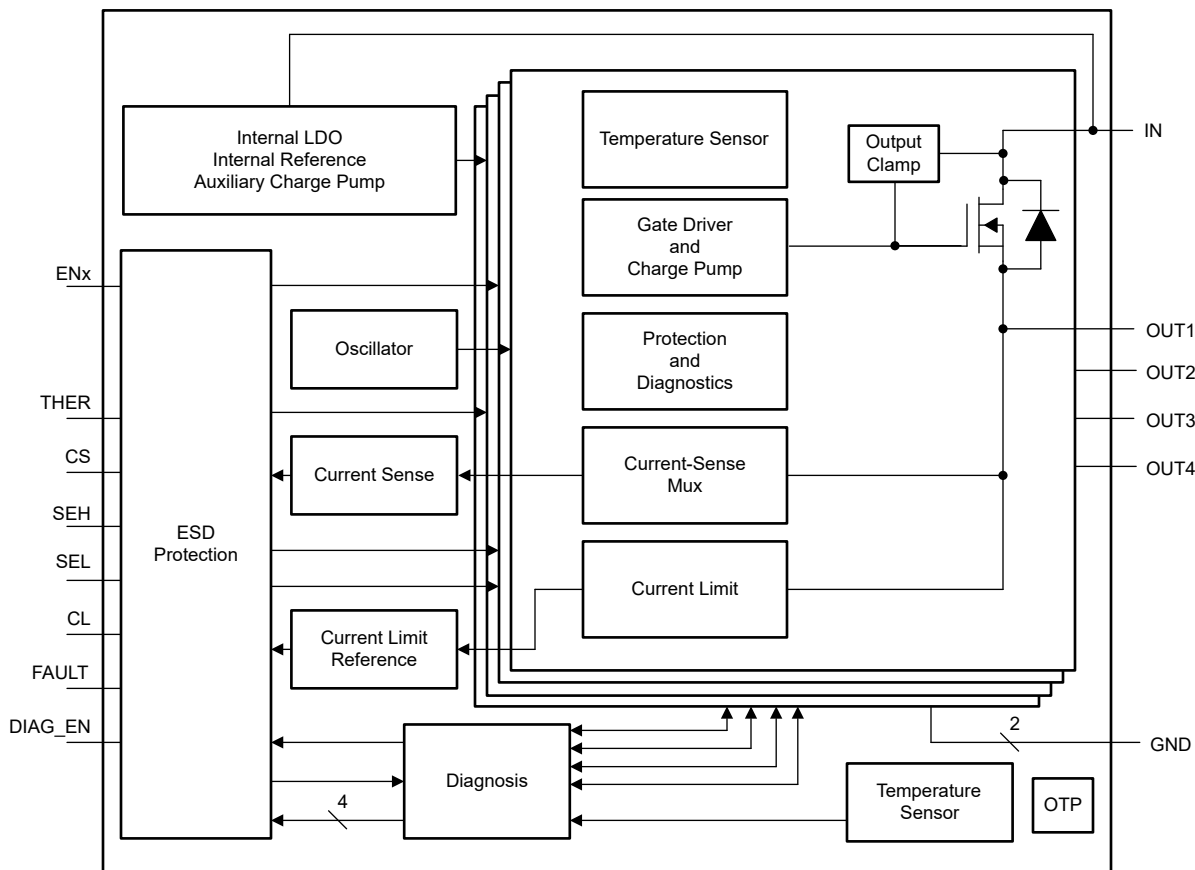 Internal LDO
Internal Reference
Auxiliary Charge Pump
Temperature Sensor
Output
Clamp
IN
Gate Driver
and
Charge Pump
ENx
Oscillator
Protection
and
Diagnostics
OUT1
OUT2
OUT3
OUT4
THER
CS
SEH
SEL
CL
FAULT
DIAG_EN
ESD
Protection
Current Sense
Current-Sense
Mux
Current Limit
Current Limit
Reference
2
GND
Diagnosis
4
Temperature
Sensor
OTP